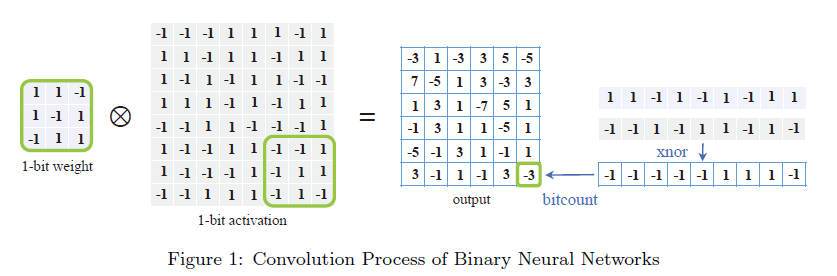 1 1 -1
1 -1 1
-1 1 1
1-bit weight
⊗
-1 -1 -1 1 1 1 -1 1
1 1 -1 1 1 -1 1 1
1 -1 1 -1 1 1 -1 -1
1 1 1 -1 1 -1 1 1
-1 -1 1 1 -1 -1 -1 1
1 -1 -1 1 1 -1 -1 1
1 -1 -1 -1 1 -1 1 1
-1 -1 1 1 1 -1 1 -1
1-bit activation
=
-3 1 -3 3 5 -5
7 -5 1 3 -3 3
1 3 1 -7 5 1
-1 3 1 1 -5 1
-5 -1 3 1 -1 1
3 -1 1 -1 3 -3
output
1 1 -1 1 -1 1 -1 1 1
-1 -1 1 -1 1 1 -1 1 -1
xnor
-1 -1 -1 -1 -1 1 1 1 -1
bitcount
Figure 1: Convolution Process of Binary Neural Networks